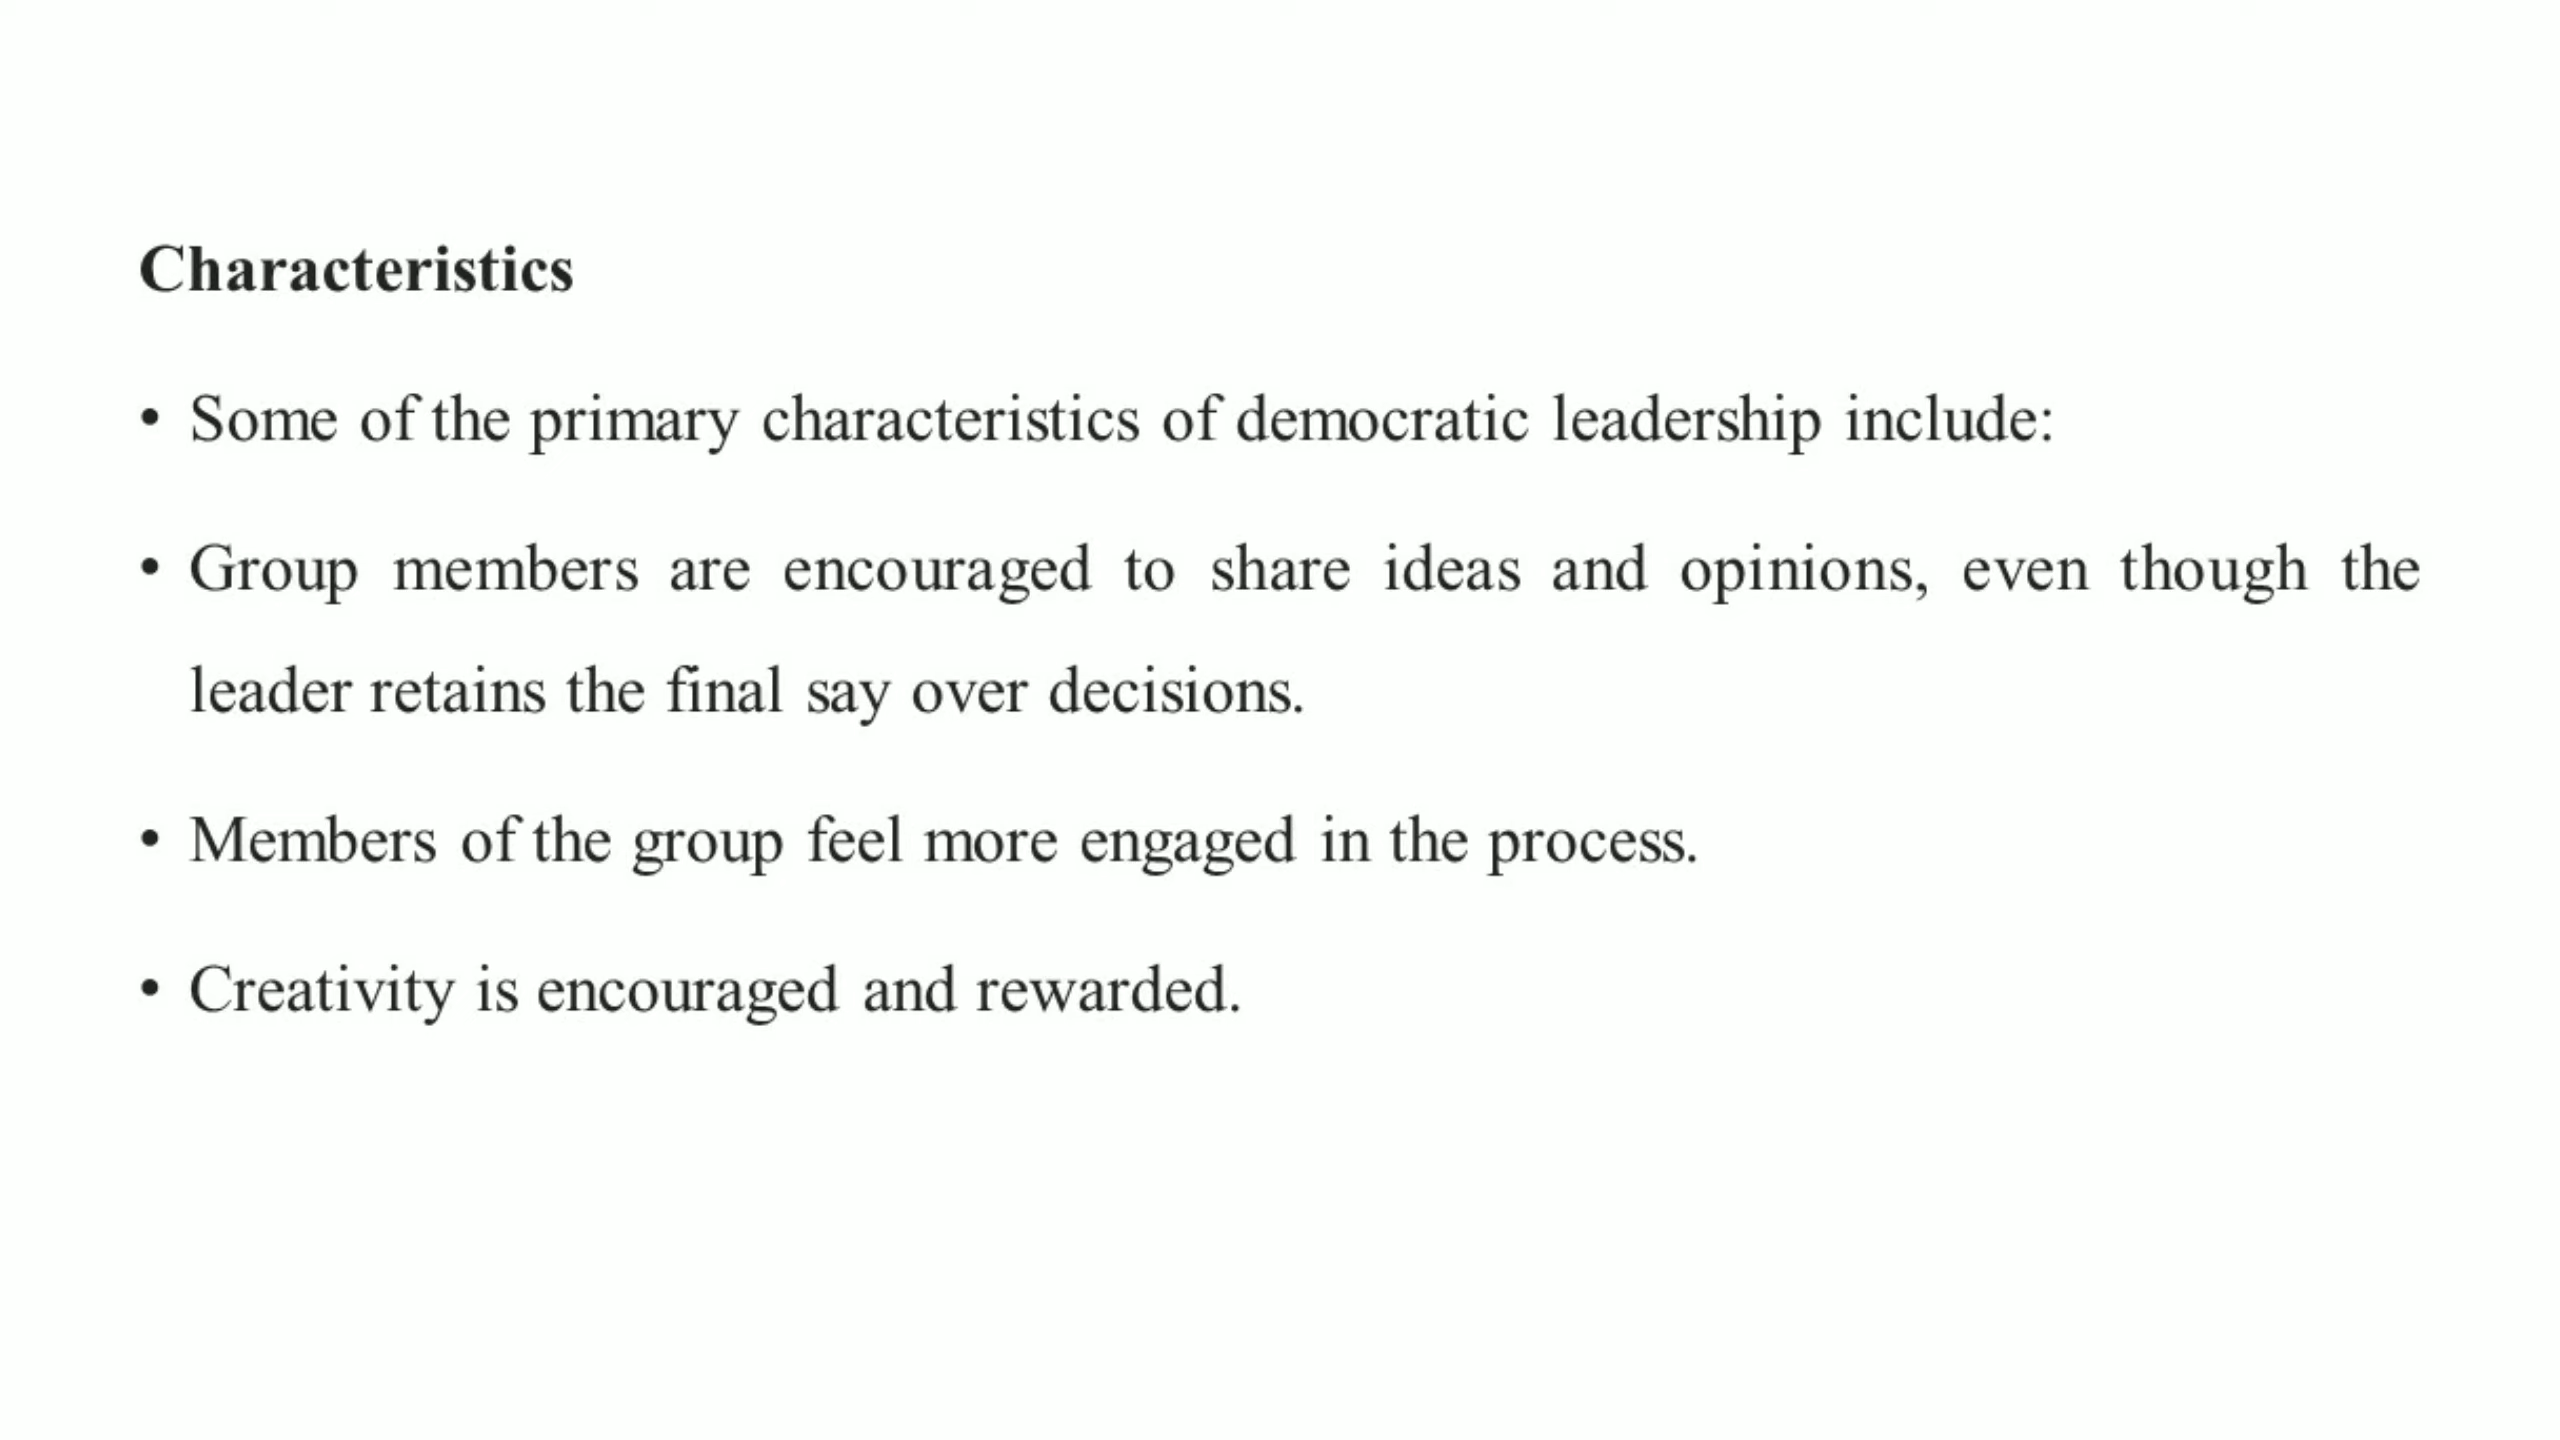 Characteristics
• Some of the primary characteristics of democratic leadership include:
• Group members are encouraged to share ideas and opinions, even though the
leader retains the final say over decisions.
• Members of the group feel more engaged in the process.
• Creativity is encouraged and rewarded.